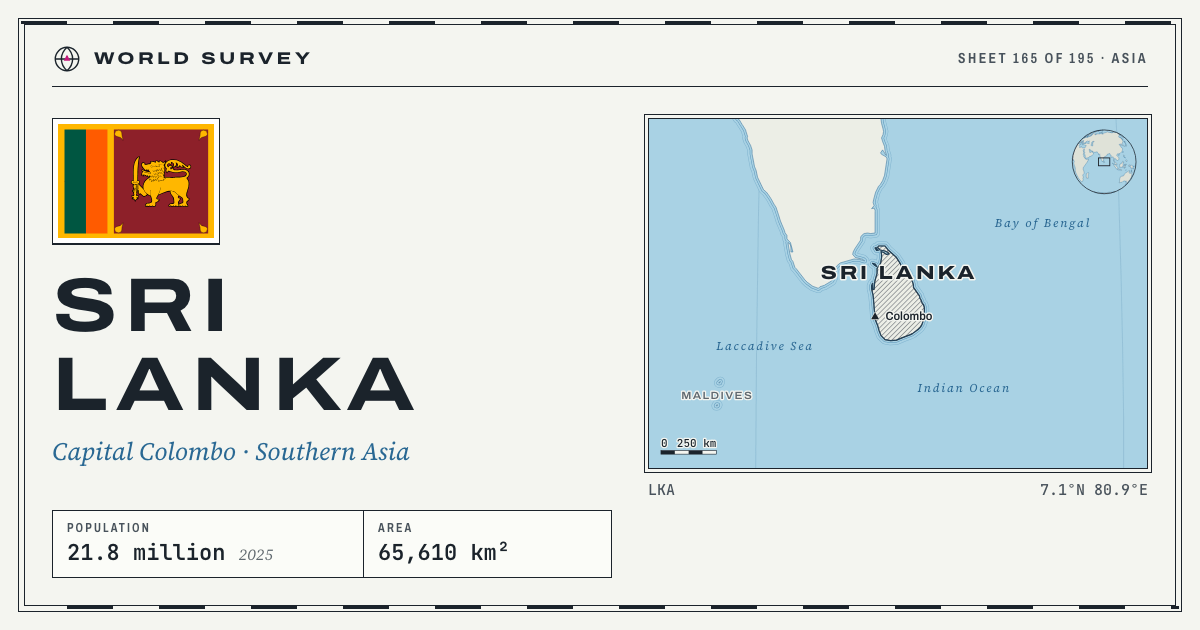 WORLD SURVEY
SHEET 165 OF 195 · ASIA
SRI
LANKA
Capital Colombo · Southern Asia
POPULATION
21.8 million 2025
AREA
65,610 km²
Bay of Bengal
SRI LANKA
Colombo
Laccadive Sea
Indian Ocean
MALDIVES
0 250 km
LKA
7.1°N 80.9°E